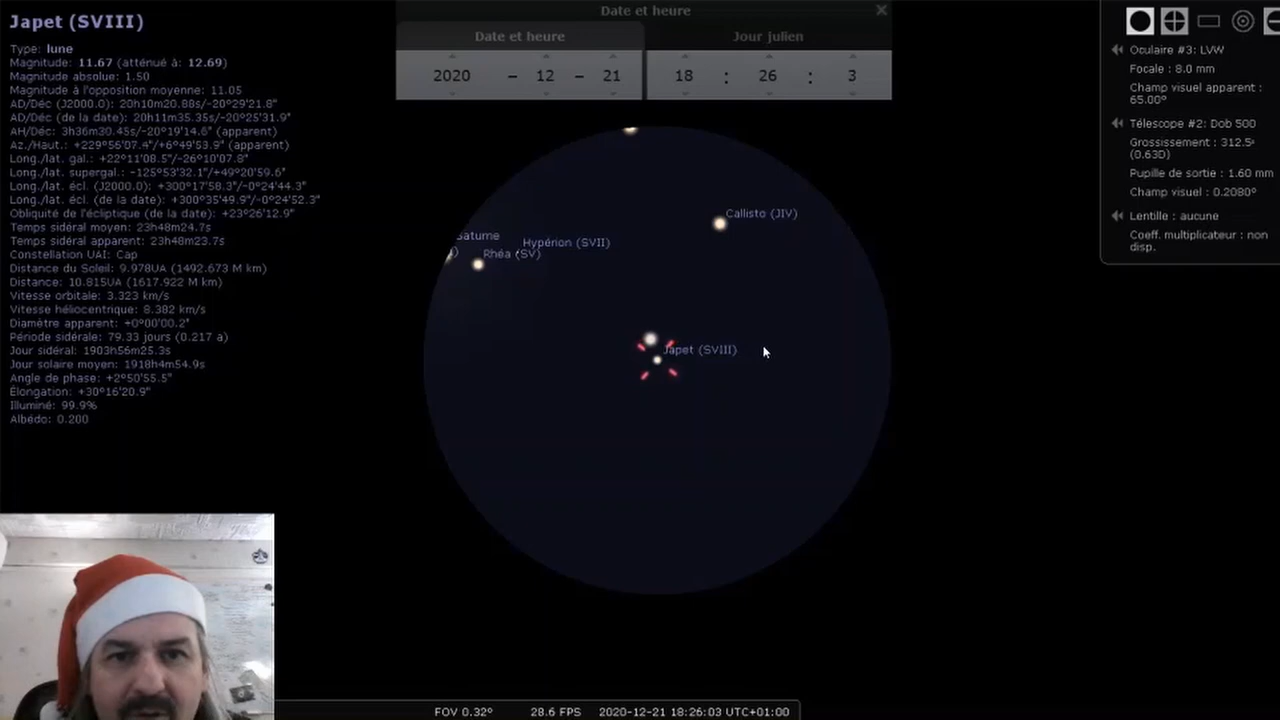 Japet (SVIII)
Type: lune
Magnitude: 11.67 (atténué à: 12.69)
Magnitude absolue: 1.50
Magnitude à l'opposition moyenne: 11.05
AD/Déc (J2000.0): 20h10m20.88s/-20°29'21.8"
AD/Déc (de la date): 20h11m35.35s/-20°25'31.9"
AH/Déc: 3h36m30.45s/-20°19'14.6" (apparent)
Az./Haut.: +229°56'07.4"/+6°49'53.9" (apparent)
Long./lat. gal.: +22°11'08.5"/-26°10'07.8"
Long./lat. supergal.: -125°53'32.1"/+49°20'59.6"
Long./lat. écl. (J2000.0): +300°17'58.3"/-0°24'44.3"
Long./lat. écl. (de la date): +300°35'49.9"/-0°24'52.3"
Obliquité de l'écliptique (de la date): +23°26'12.9"
Temps sidéral moyen: 23h48m24.7s
Temps sidéral apparent: 23h48m23.7s
Constellation UAI: Cap
Distance du Soleil: 9.978UA (1492.673 M km)
Distance: 10.815UA (1617.922 M km)
Vitesse orbitale: 3.323 km/s
Vitesse héliocentrique: 8.382 km/s
Diamètre apparent: +0°00'00.2"
Période sidérale: 79.33 jours (0.217 a)
Jour sidéral: 1903h56m25.3s
Jour solaire moyen: 1918h4m54.9s
Angle de phase: +2°50'55.5"
Élongation: +30°16'20.9"
Illuminé: 99.9%
Albédo: 0.200
Date et heure
Date et heure
Jour julien
2020 - 12 - 21 18 : 26 : 3
Callisto (JIV)
Saturne
Hypérion (SVII)
Rhéa (SV)
Japet (SVIII)
Oculaire #3: LVW
Focale : 8.0 mm
Champ visuel apparent :
65.00°
Télescope #2: Dob 500
Grossissement : 312.5×
(0.63D)
Pupille de sortie : 1.60 mm
Champ visuel : 0.2080°
Lentille : aucune
Coeff. multiplicateur : non
disp.
FOV 0.32° 28.6 FPS 2020-12-21 18:26:03 UTC+01:00